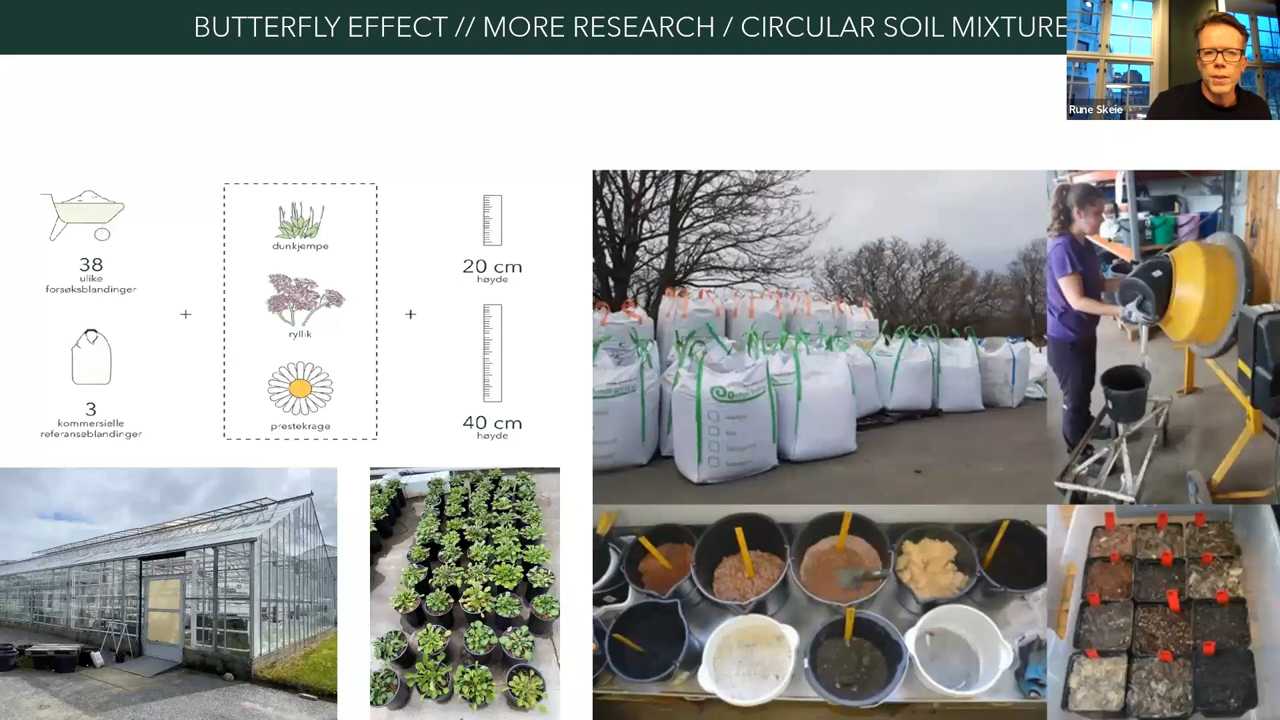 BUTTERFLY EFFECT // MORE RESEARCH / CIRCULAR SOIL MIXTURE
Rune Skeie
38
ulike
forsøksblandinger
3
kommersielle
referanseblandinger
+
dunkjempe
ryllik
prestekrage
+
20 cm
høyde
40 cm
høyde